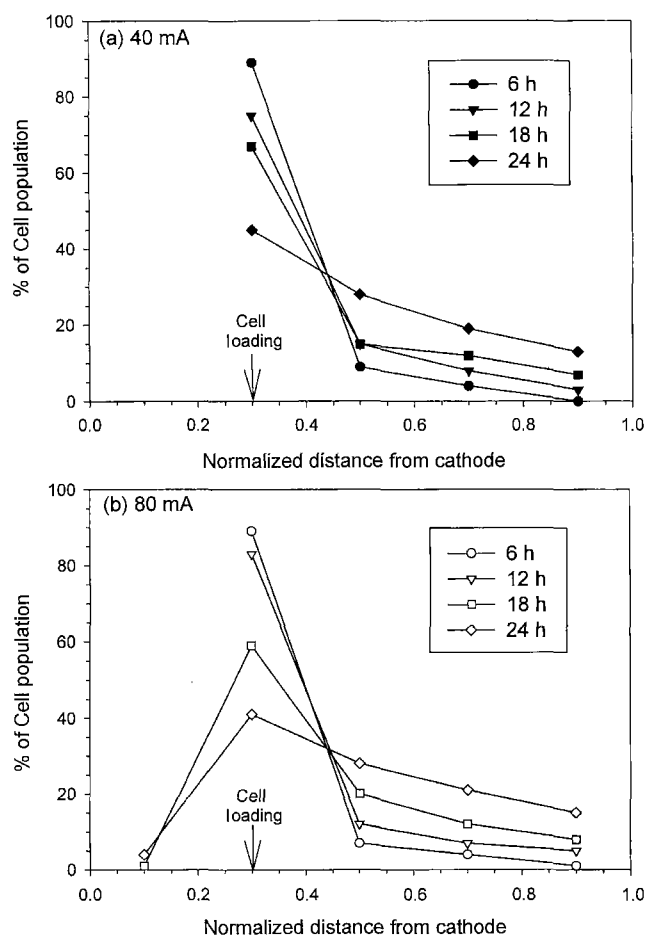 (a) 40 mA
100
80
60
40
20
0
% of Cell population
6 h
12 h
18 h
24 h
Cell
loading
0.0 0.2 0.4 0.6 0.8 1.0
Normalized distance from cathode
(b) 80 mA
100
80
60
40
20
0
% of Cell population
6 h
12 h
18 h
24 h
Cell
loading
0.0 0.2 0.4 0.6 0.8 1.0
Normalized distance from cathode